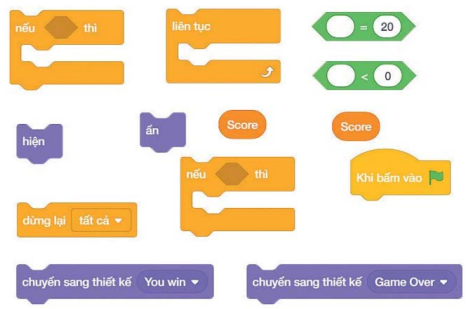 nếu thì
liên tục
= 20
< 0
hiện
ẩn
Score
Score
nếu thì
Khi bấm vào
dừng lại tất cả
chuyển sang thiết kế You win
chuyển sang thiết kế Game Over